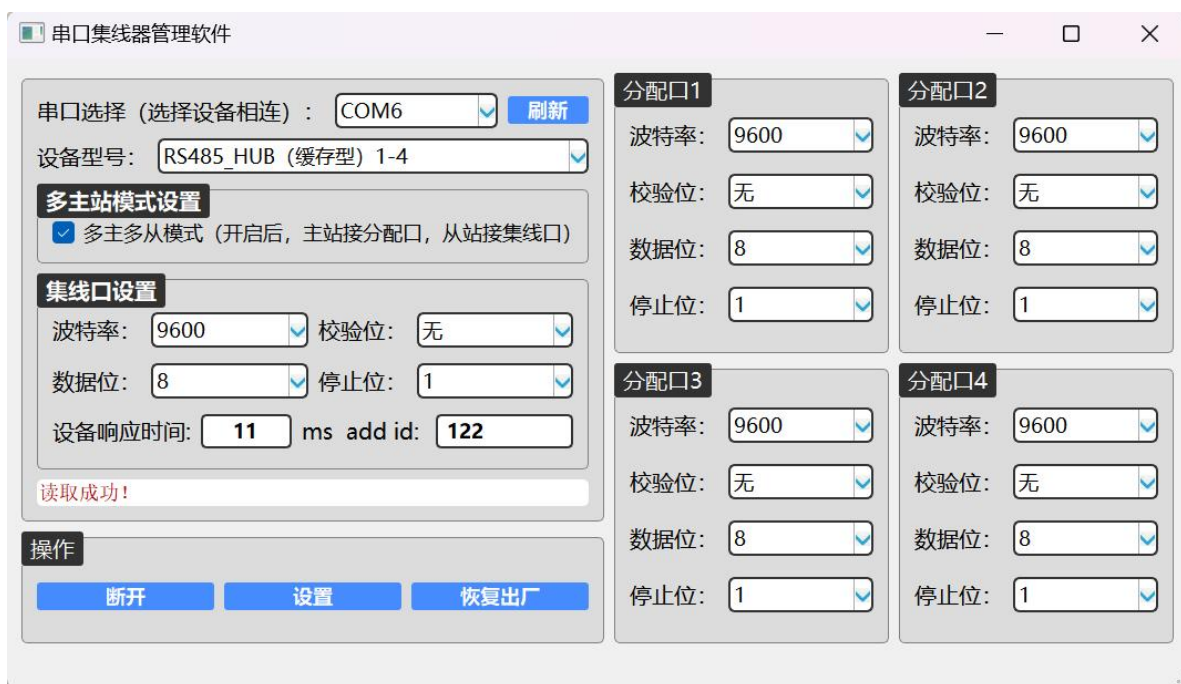 串口集线器管理软件
串口选择（选择设备相连）: COM6 刷新
设备型号: RS485_HUB（缓存型）1-4
多主站模式设置
多主多从模式（开启后，主站接分配口，从站接集线口）
集线口设置
波特率: 9600 校验位: 无
数据位: 8 停止位: 1
设备响应时间: 11 ms add id: 122
读取成功！
操作
断开 设置 恢复出厂
分配口1
波特率: 9600
校验位: 无
数据位: 8
停止位: 1
分配口2
波特率: 9600
校验位: 无
数据位: 8
停止位: 1
分配口3
波特率: 9600
校验位: 无
数据位: 8
停止位: 1
分配口4
波特率: 9600
校验位: 无
数据位: 8
停止位: 1